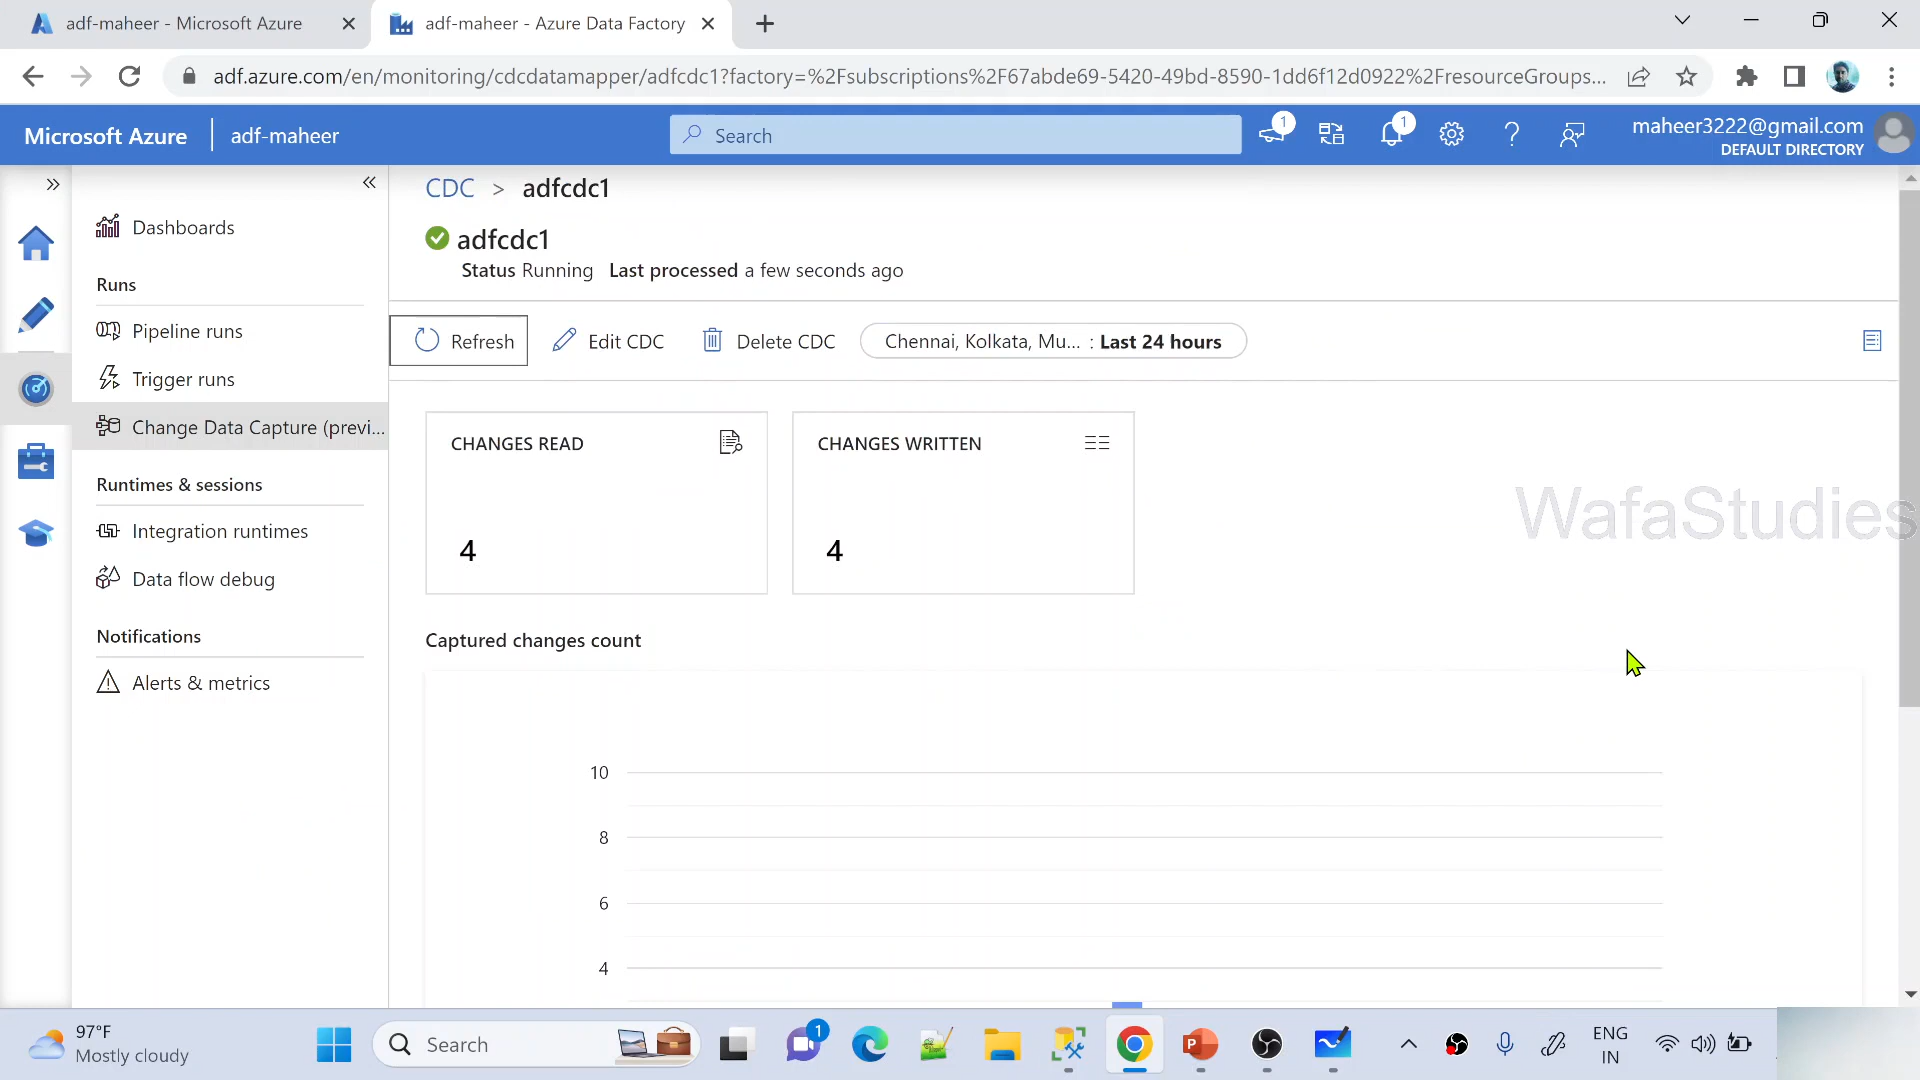 adf-maheer - Microsoft Azure
adf-maheer - Azure Data Factory
adf.azure.com/en/monitoring/cdcdatamapper/adfcdc1?factory=%2Fsubscriptions%2F67abde69-5420-49bd-8590-1dd6f12d0922%2FresourceGroups...
Microsoft Azure
adf-maheer
Search
1
1
maheer3222@gmail.com
DEFAULT DIRECTORY
Dashboards
Runs
Pipeline runs
Trigger runs
Change Data Capture (previ...
Runtimes & sessions
Integration runtimes
Data flow debug
Notifications
Alerts & metrics
CDC > adfcdc1
adfcdc1
Status Running Last processed a few seconds ago
Refresh
Edit CDC
Delete CDC
Chennai, Kolkata, Mu... : Last 24 hours
CHANGES READ
4
CHANGES WRITTEN
4
WafaStudies
Captured changes count
10
8
6
4
97°F
Mostly cloudy
Search
1
ENG
IN